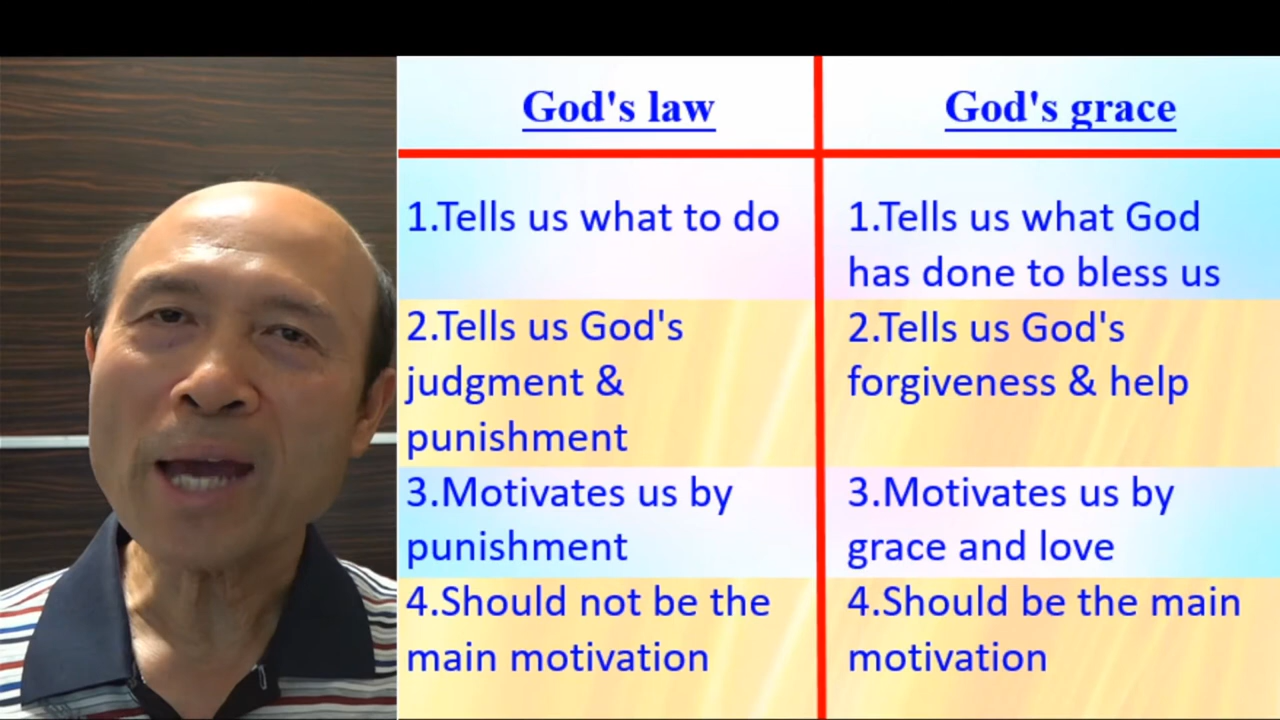 God's law
God's grace
1.Tells us what to do
1.Tells us what God
has done to bless us
2.Tells us God's
judgment &
punishment
2.Tells us God's
forgiveness & help
3.Motivates us by
punishment
3.Motivates us by
grace and love
4.Should not be the
main motivation
4.Should be the main
motivation